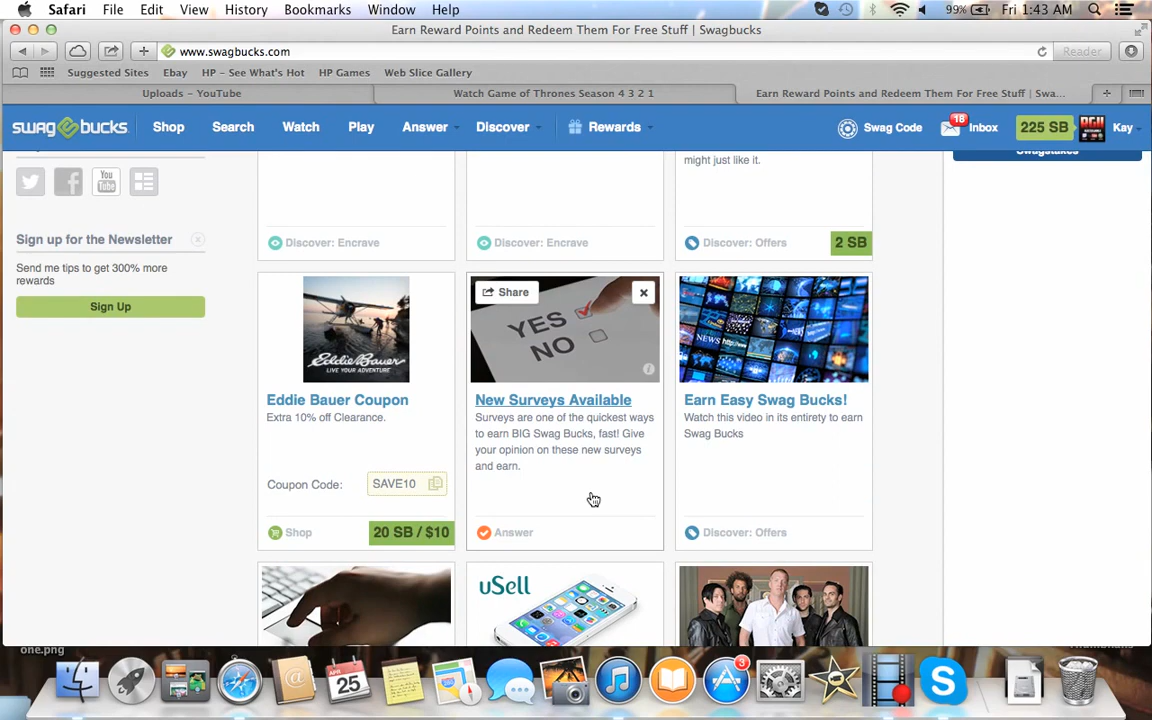 Safari File Edit View History Bookmarks Window Help 99% Fri 1:43 AM
Earn Reward Points and Redeem Them For Free Stuff | Swagbucks
www.swagbucks.com Reader
Suggested Sites Ebay HP - See What's Hot HP Games Web Slice Gallery
Uploads - YouTube Watch Game of Thrones Season 4 3 2 1 Earn Reward Points and Redeem Them For Free Stuff | Swa...
swagbucks Shop Search Watch Play Answer Discover Rewards Swag Code 18 Inbox 225 SB Kay
might just like it.
Swagstakes
You
Tube
Discover: Encrave Discover: Encrave Discover: Offers 2 SB
Sign up for the Newsletter
Send me tips to get 300% more
rewards
Sign Up
Eddie Bauer
LIVE YOUR ADVENTURE
Eddie Bauer Coupon
Extra 10% off Clearance.
Coupon Code: SAVE10
Shop 20 SB / $10
Share
YES
NO
New Surveys Available
Surveys are one of the quickest ways
to earn BIG Swag Bucks, fast! Give
your opinion on these new surveys
and earn.
Answer
NEWS
Earn Easy Swag Bucks!
Watch this video in its entirety to earn
Swag Bucks
Discover: Offers
uSell
one.png
APR
25
3